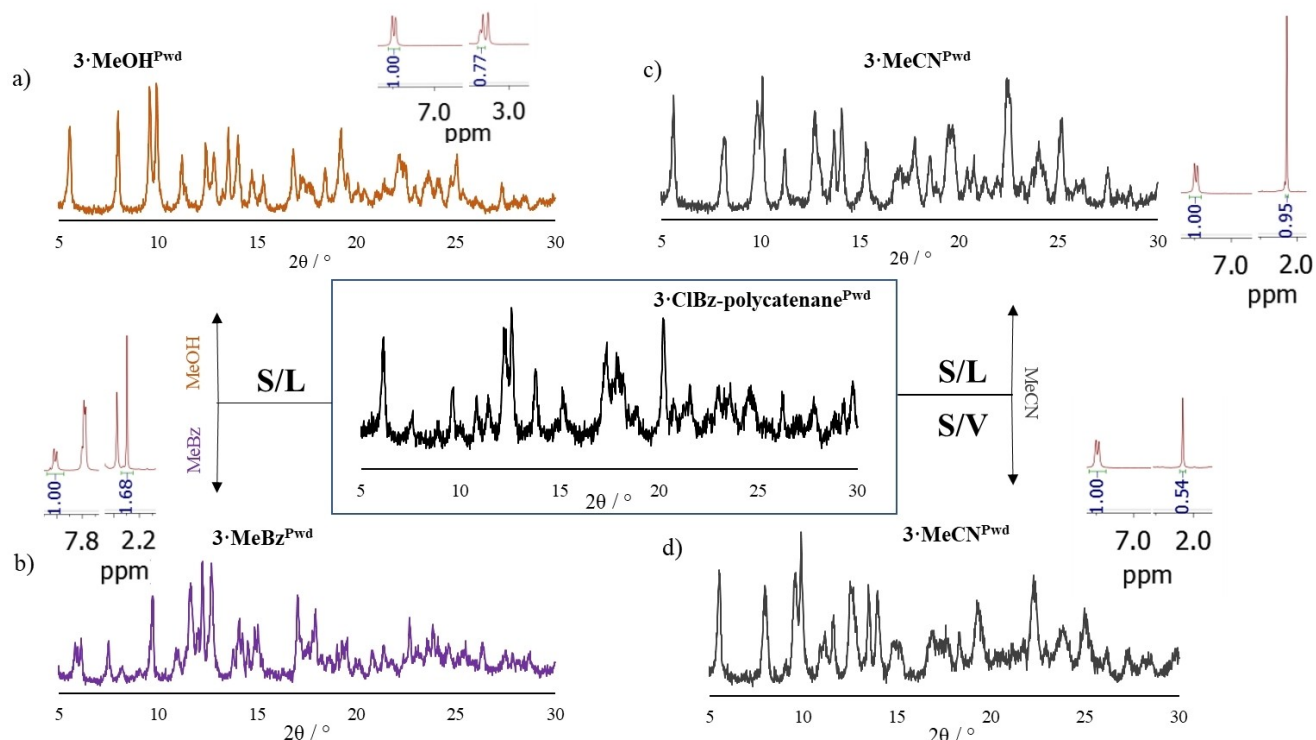 a)
3·MeOH^Pwd
1.00
0.77
7.0
3.0
ppm
5
10
15
20
25
30
2θ / °
c)
3·MeCN^Pwd
1.00
0.95
7.0
2.0
ppm
5
10
15
20
25
30
2θ / °
MeOH
MeBz
S/L
3·ClBz-polycatenane^Pwd
5
10
15
20
25
30
2θ / °
S/L
S/V
MeCN
1.00
1.68
7.8
2.2
ppm
b)
3·MeBz^Pwd
5
10
15
20
25
30
2θ / °
d)
3·MeCN^Pwd
1.00
0.54
7.0
2.0
ppm
5
10
15
20
25
30
2θ / °